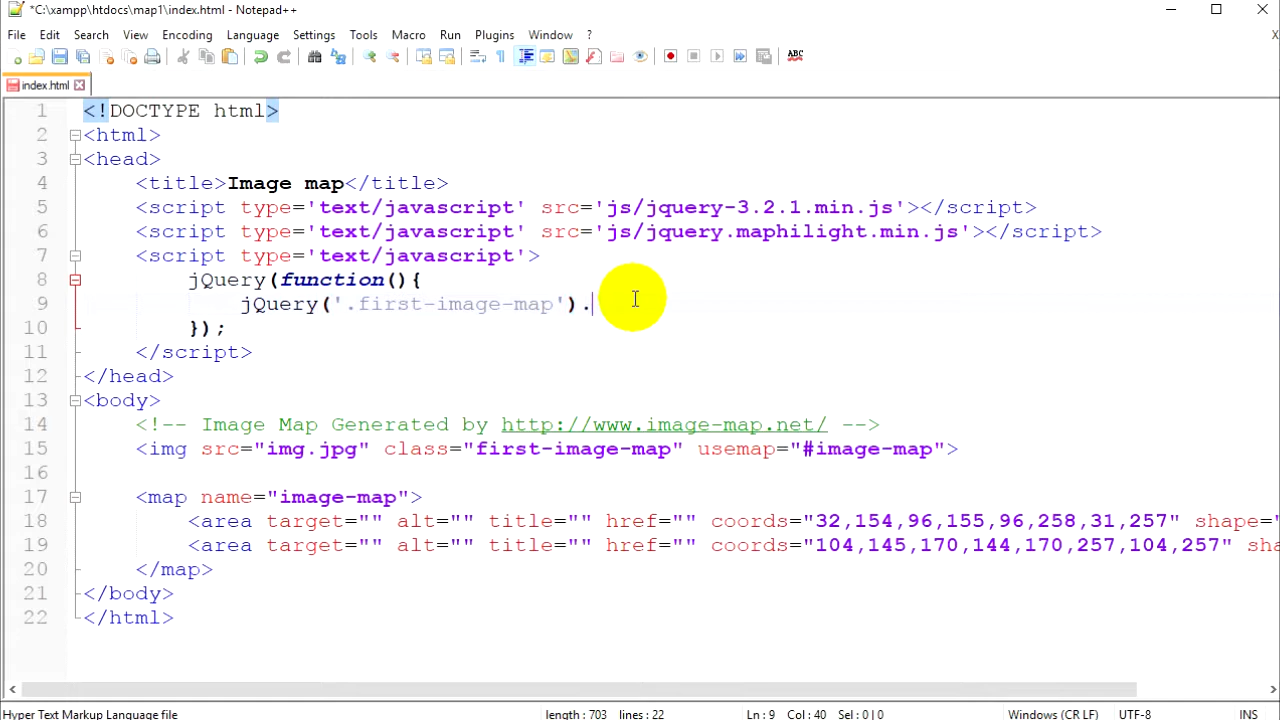 *C:\xampp\htdocs\map1\index.html - Notepad++
File Edit Search View Encoding Language Settings Tools Macro Run Plugins Window ? X
ABC
index.html
1 <!DOCTYPE html>
2 <html>
3 <head>
4 <title>Image map</title>
5 <script type='text/javascript' src='js/jquery-3.2.1.min.js'></script>
6 <script type='text/javascript' src='js/jquery.maphilight.min.js'></script>
7 <script type='text/javascript'>
8 jQuery(function(){
9 jQuery('.first-image-map').
10 });
11 </script>
12 </head>
13 <body>
14 <!-- Image Map Generated by http://www.image-map.net/ -->
15 <img src="img.jpg" class="first-image-map" usemap="#image-map">
16
17 <map name="image-map">
18 <area target="" alt="" title="" href="" coords="32,154,96,155,96,258,31,257" shape="
19 <area target="" alt="" title="" href="" coords="104,145,170,144,170,257,104,257" sha
20 </map>
21 </body>
22 </html>
Hyper Text Markup Language file length : 703 lines : 22 Ln : 9 Col : 40 Sel : 0 | 0 Windows (CR LF) UTF-8 INS